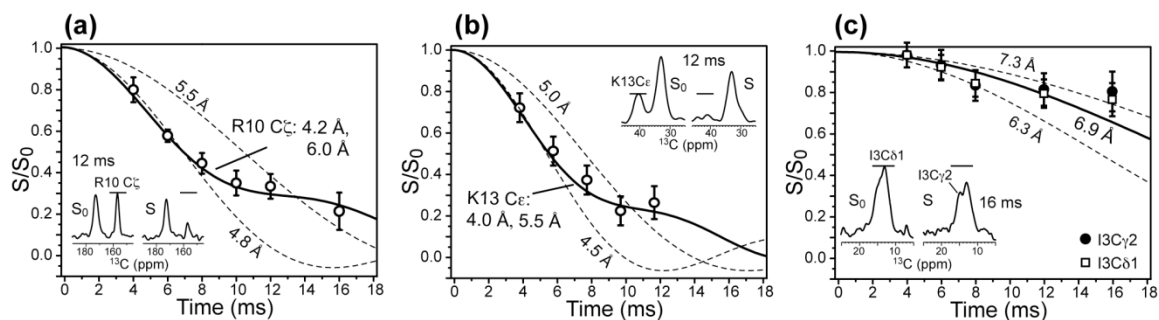 (a)
1.0
0.8
0.6
0.4
0.2
0.0
S/S0
5.5 Å
R10 Cζ: 4.2 Å,
6.0 Å
4.8 Å
12 ms
R10 Cζ
S0
S
180 160
180 160
13C (ppm)
0 2 4 6 8 10 12 14 16 18
Time (ms)
(b)
1.0
0.8
0.6
0.4
0.2
0.0
S/S0
12 ms
K13Cε
S0
S
40 30
40 30
13C (ppm)
5.0 Å
K13 Cε:
4.0 Å, 5.5 Å
4.5
0 2 4 6 8 10 12 14 16 18
Time (ms)
(c)
1.0
0.8
0.6
0.4
0.2
0.0
S/S0
7.3 Å
6.9 Å
6.3 Å
I3Cδ1
I3Cγ2
S0
S
16 ms
20 10
20 10
13C (ppm)
I3Cγ2
I3Cδ1
0 2 4 6 8 10 12 14 16 18
Time (ms)